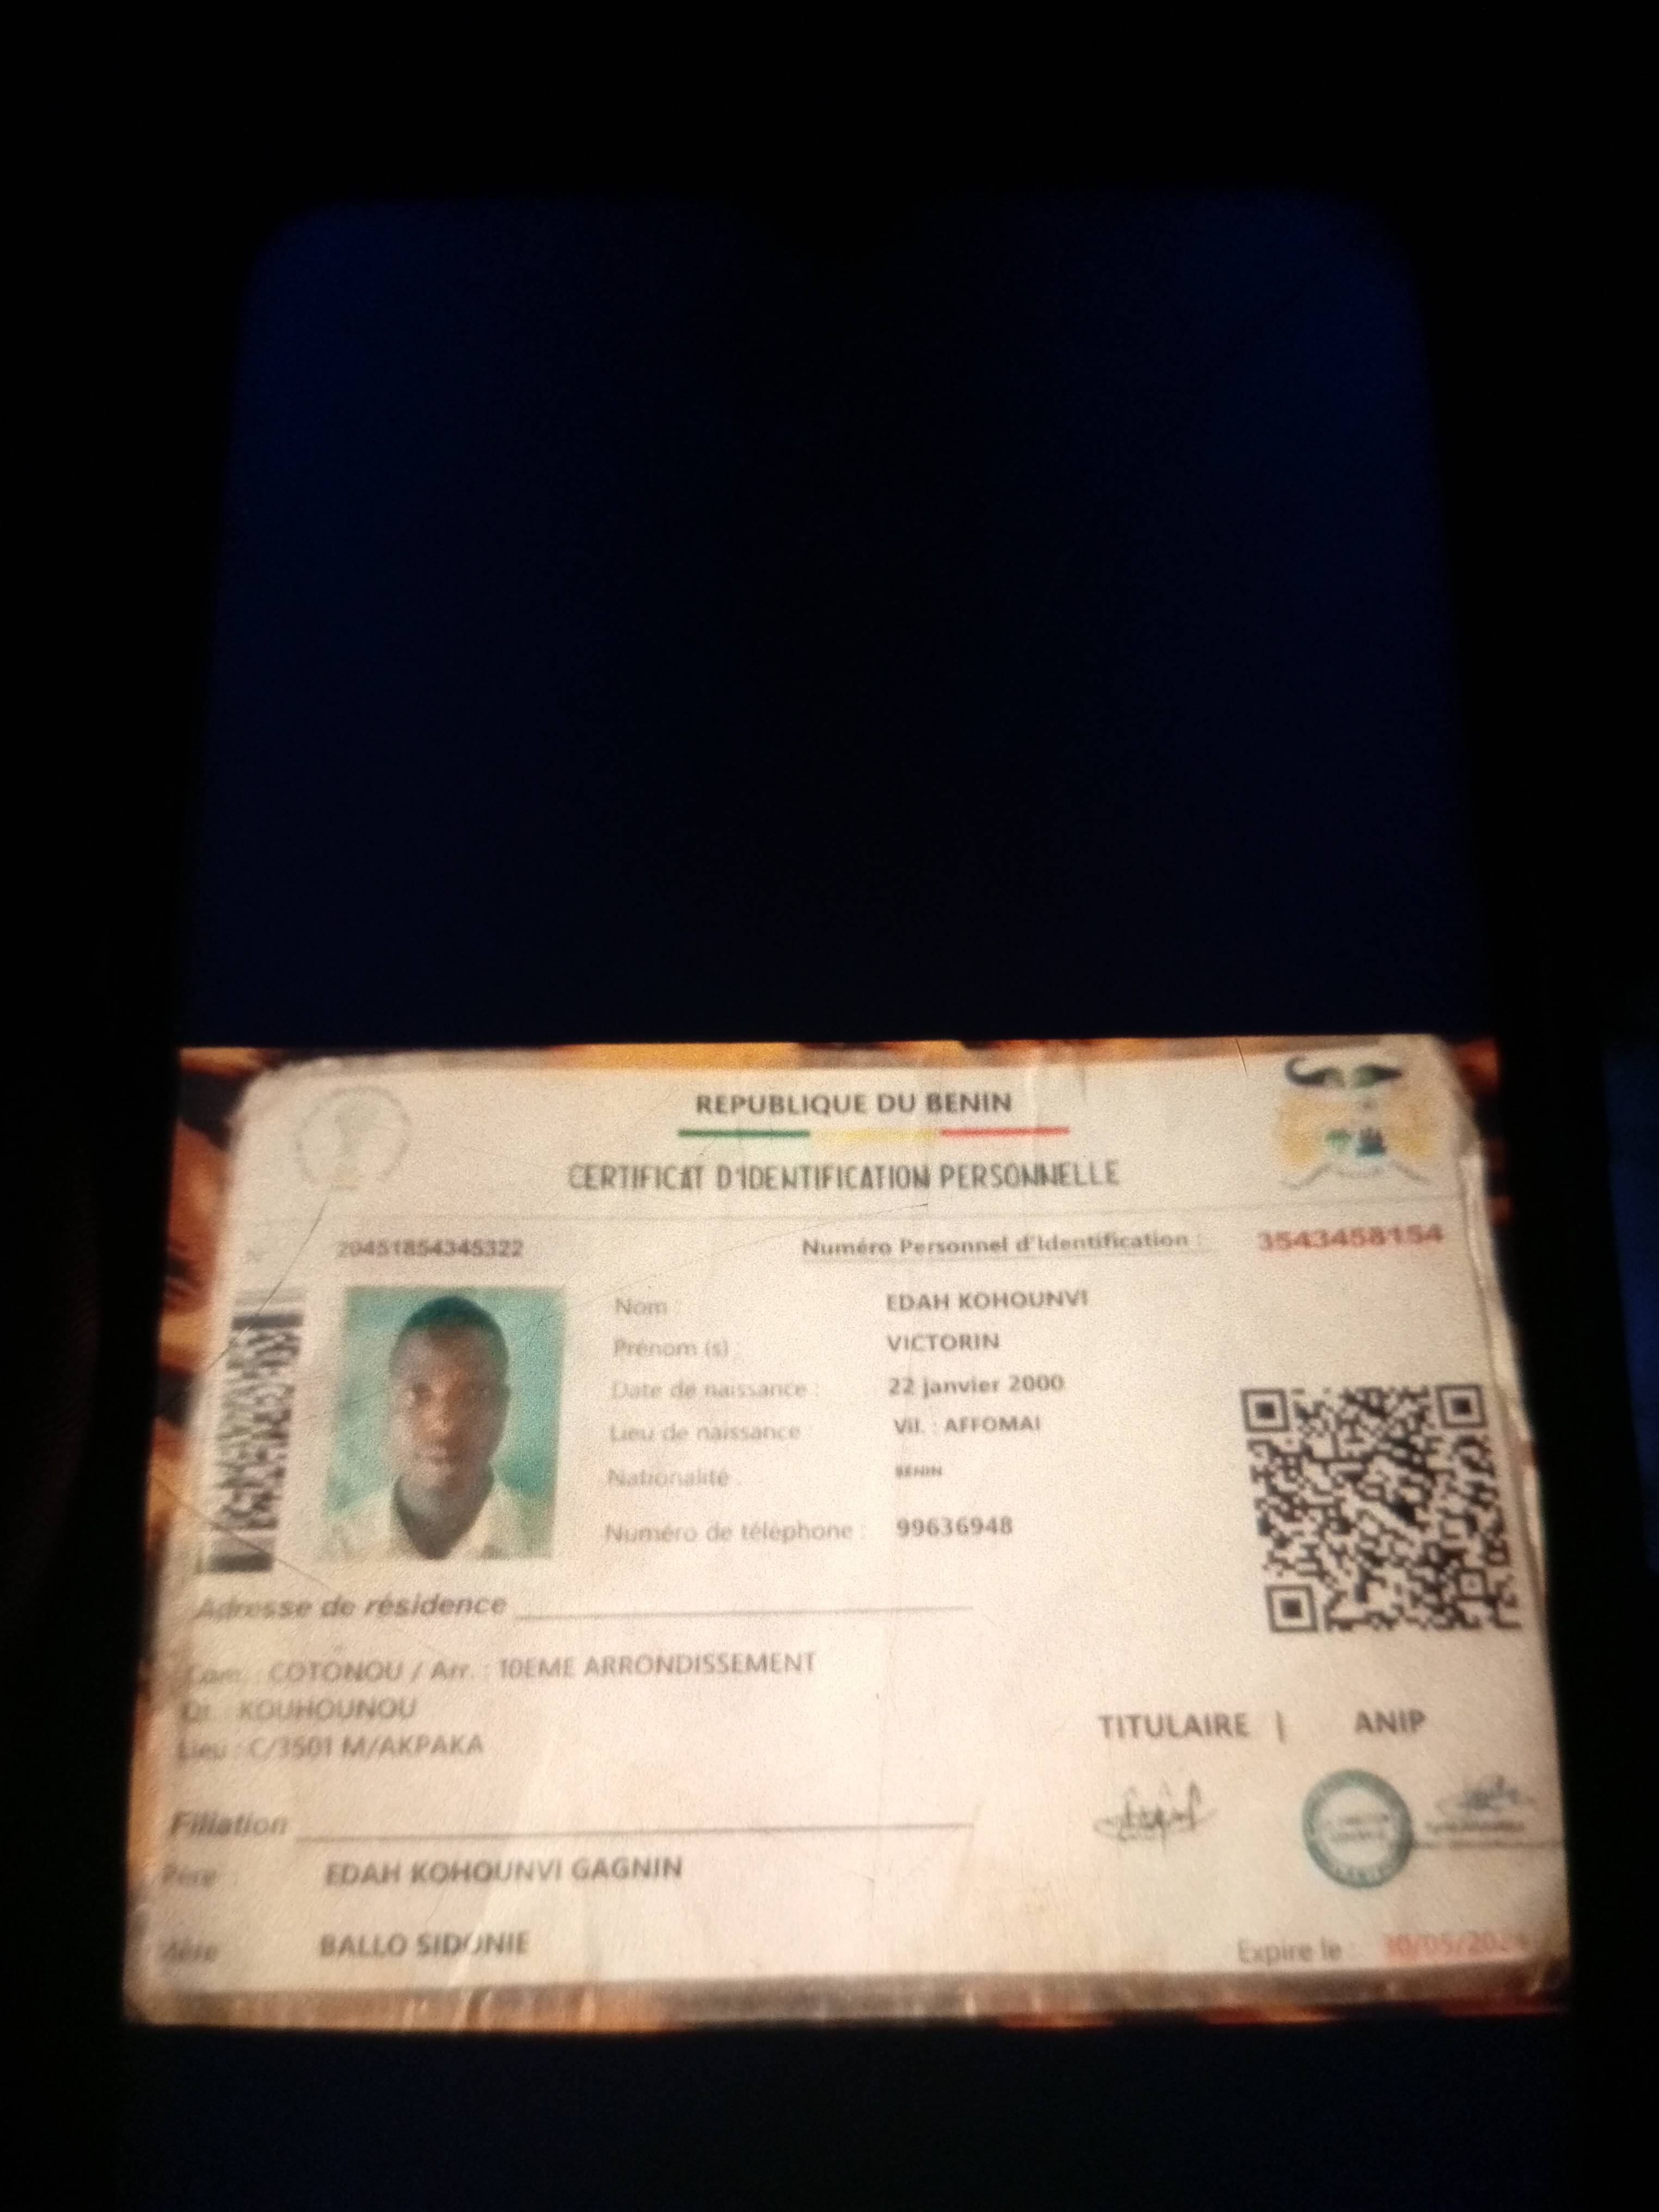 REPUBLIQUE DU BENIN
CERTIFICAT D'IDENTIFICATION PERSONNELLE
20451854345322 Numéro Personnel d'Identification : 3543458154
Nom : EDAH KOHOUNVI
Prénom (s) : VICTORIN
Date de naissance : 22 janvier 2000
Lieu de naissance : Vil. : AFFOMAI
Nationalité : BENIN
Numéro de téléphone : 99636948
Adresse de résidence
Com. : COTONOU / Arr. : 10EME ARRONDISSEMENT
Qt. : KOUHOUNOU
Lieu : C/3501 M/AKPAKA
TITULAIRE | ANIP
Filiation
Père : EDAH KOHOUNVI GAGNIN
Mère BALLO SIDONIE
Expire le : 30/05/